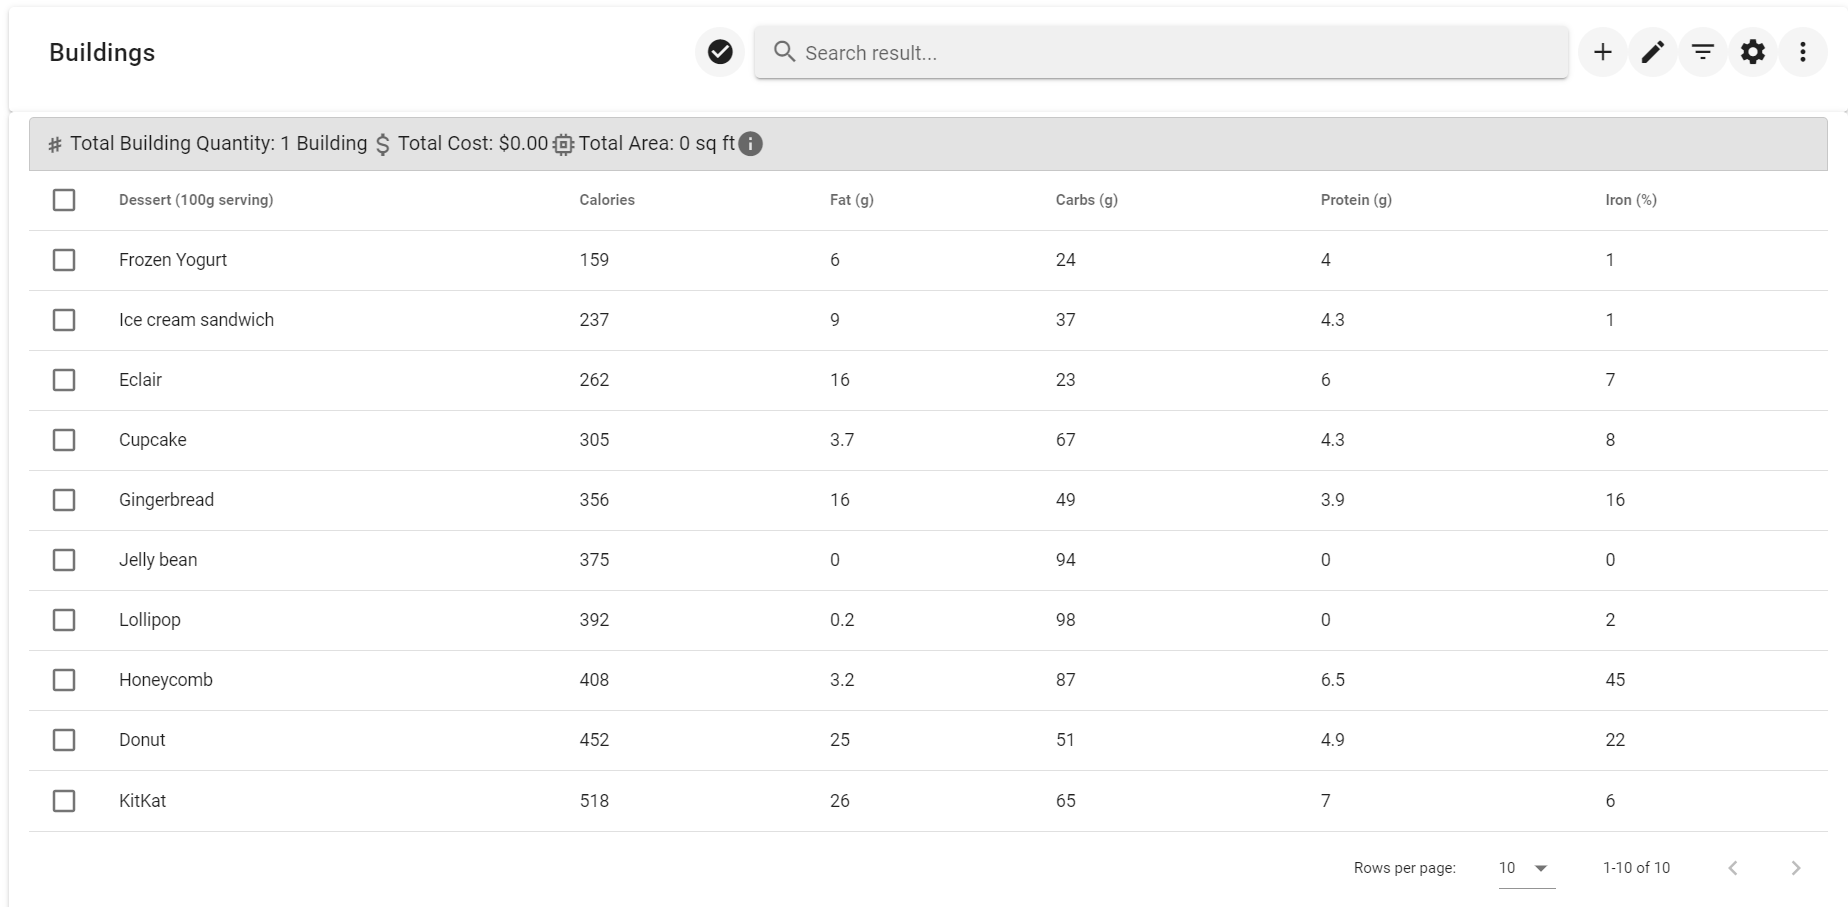 Buildings
Search result...
Total Building Quantity: 1 Building $ Total Cost: $0.00 Total Area: 0 sq ft
Dessert (100g serving) Calories Fat (g) Carbs (g) Protein (g) Iron (%)
Frozen Yogurt 159 6 24 4 1
Ice cream sandwich 237 9 37 4.3 1
Eclair 262 16 23 6 7
Cupcake 305 3.7 67 4.3 8
Gingerbread 356 16 49 3.9 16
Jelly bean 375 0 94 0 0
Lollipop 392 0.2 98 0 2
Honeycomb 408 3.2 87 6.5 45
Donut 452 25 51 4.9 22
KitKat 518 26 65 7 6
Rows per page: 10 1-10 of 10